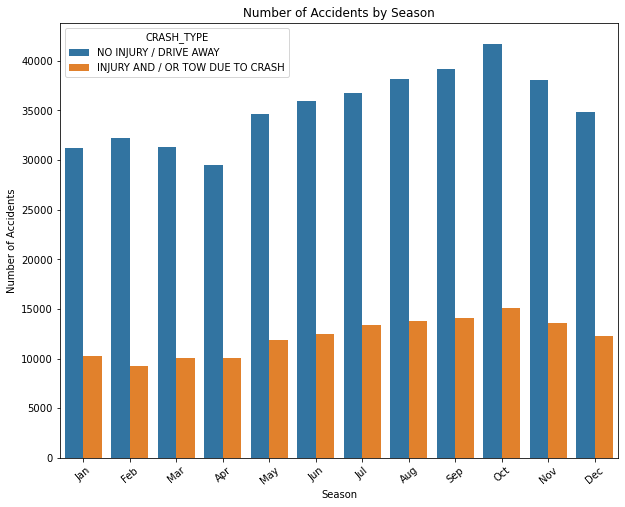 Number of Accidents by Season
CRASH_TYPE
NO INJURY / DRIVE AWAY
INJURY AND / OR TOW DUE TO CRASH
Number of Accidents
40000
35000
30000
25000
20000
15000
10000
5000
0
Jan
Feb
Mar
Apr
May
Jun
Jul
Aug
Sep
Oct
Nov
Dec
Season